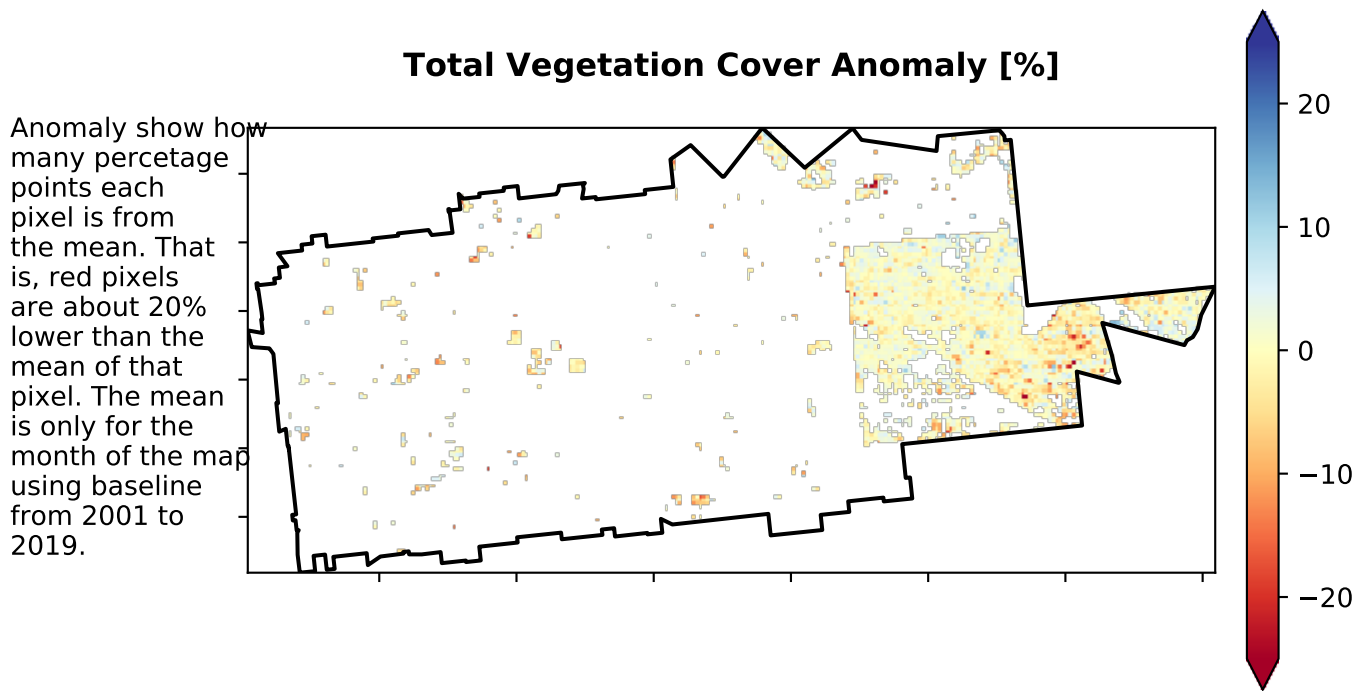 Total Vegetation Cover Anomaly [%]
Anomaly show how
many percetage
points each
pixel is from
the mean. That
is, red pixels
are about 20%
lower than the
mean of that
pixel. The mean
is only for the
month of the map
using baseline
from 2001 to
2019.
20
10
0
−10
−20